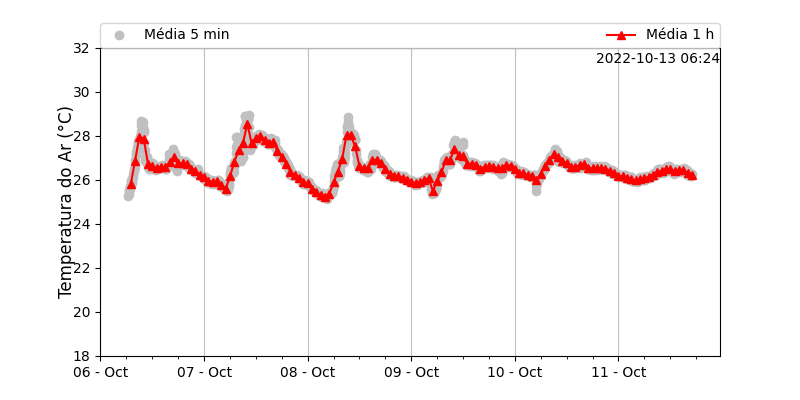 Média 5 min
Média 1 h
2022-10-13 06:24
Temperatura do Ar (°C)
32
30
28
26
24
22
20
18
06 - Oct
07 - Oct
08 - Oct
09 - Oct
10 - Oct
11 - Oct